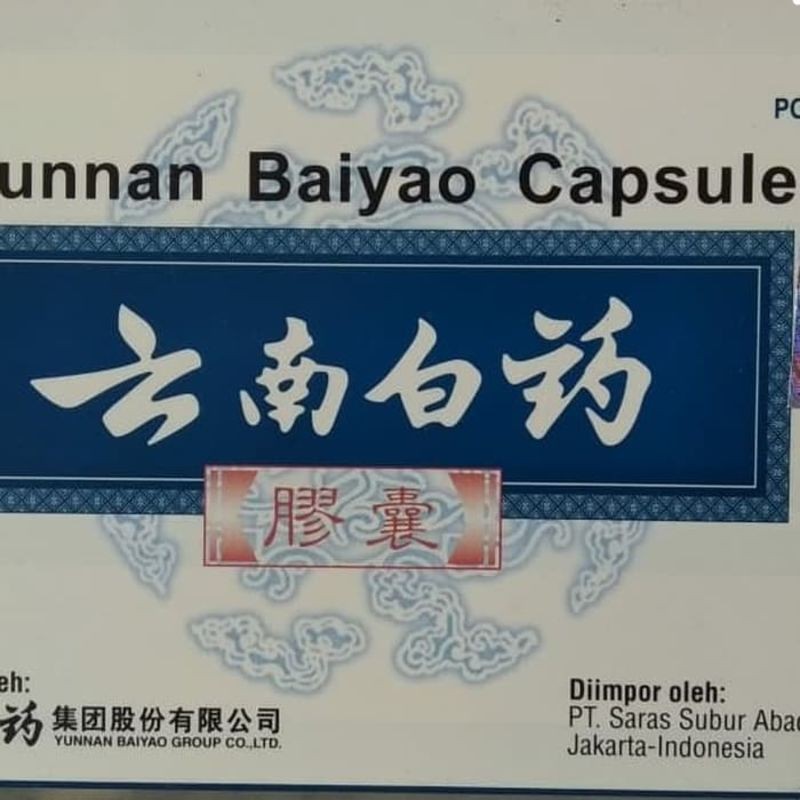 PO
unnan Baiyao Capsule
云南白药
膠囊
eh:
药 集团股份有限公司
YUNNAN BAIYAO GROUP CO.,LTD.
Diimpor oleh:
PT. Saras Subur Abad
Jakarta-Indonesia